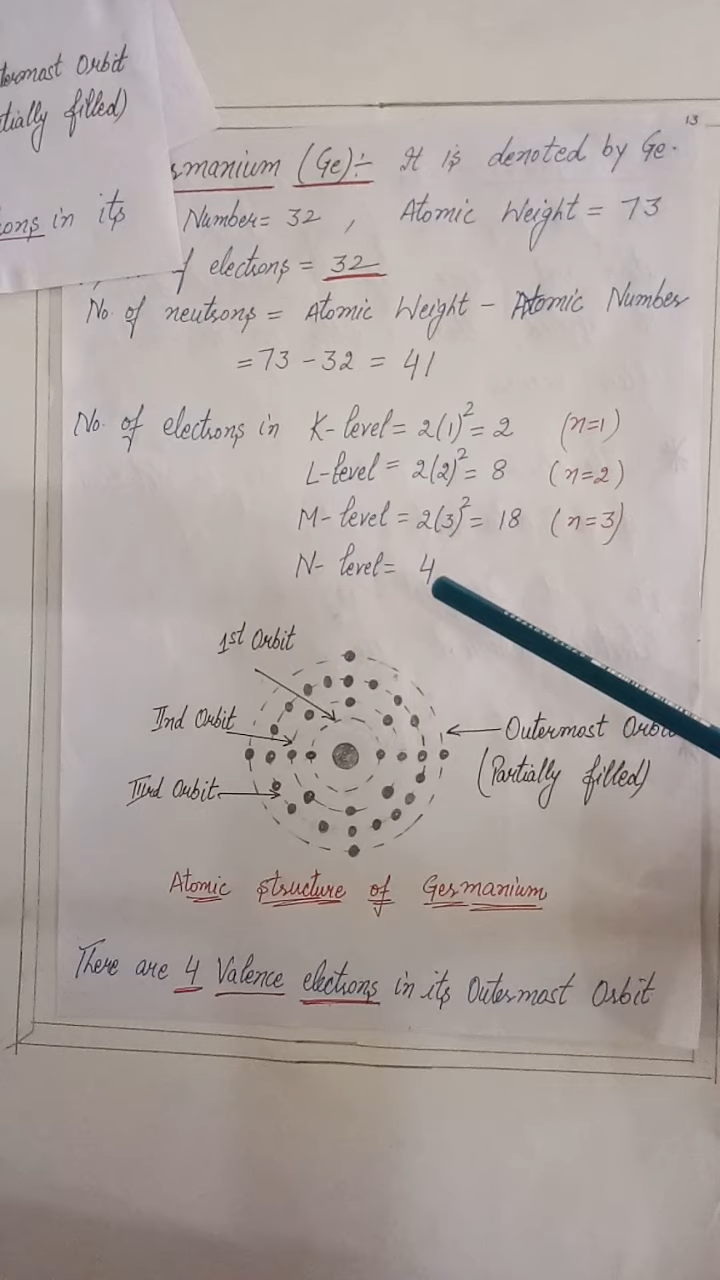 termost Orbit
tially filled)
ons in its
13
rmanium (Ge)÷ It is denoted by Ge.
Number = 32 , Atomic Weight = 73
f electrons = 32
No. of neutrons = Atomic Weight - Atomic Number
= 73 - 32 = 41
No. of electrons in K-level = 2(1)² = 2 (n=1)
L-level = 2(2)² = 8 (n=2)
M-level = 2(3)² = 18 (n=3)
N-level = 4
1st Orbit
IInd Orbit
Outermost Orbit
(Partially filled)
IIIrd Orbit
Atomic structure of Germanium
There are 4 Valence electrons in its Outermost Orbit